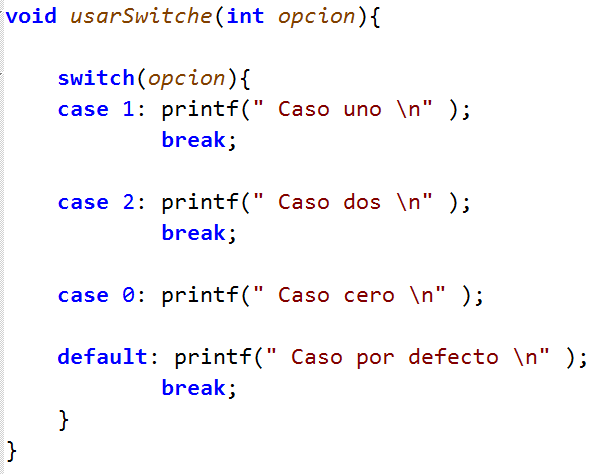 void usarSwitche(int opcion){
switch(opcion){
case 1: printf(" Caso uno \n" );
break;
case 2: printf(" Caso dos \n" );
break;
case 0: printf(" Caso cero \n" );
default: printf(" Caso por defecto \n" );
break;
}
}